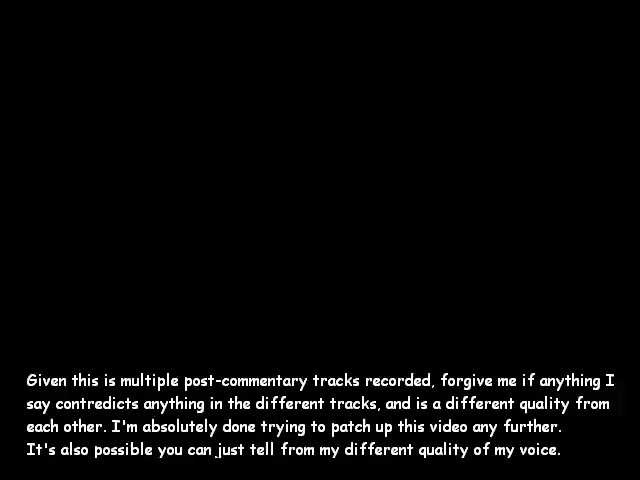 Given this is multiple post-commentary tracks recorded, forgive me if anything I
say contredicts anything in the different tracks, and is a different quality from
each other. I'm absolutely done trying to patch up this video any further.
It's also possible you can just tell from my different quality of my voice.